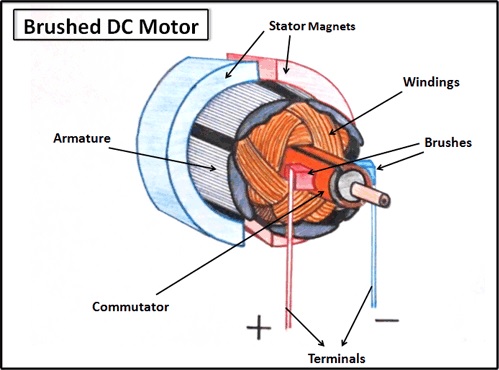 Brushed DC Motor
Stator Magnets
Windings
Armature
Brushes
Commutator
+
−
Terminals